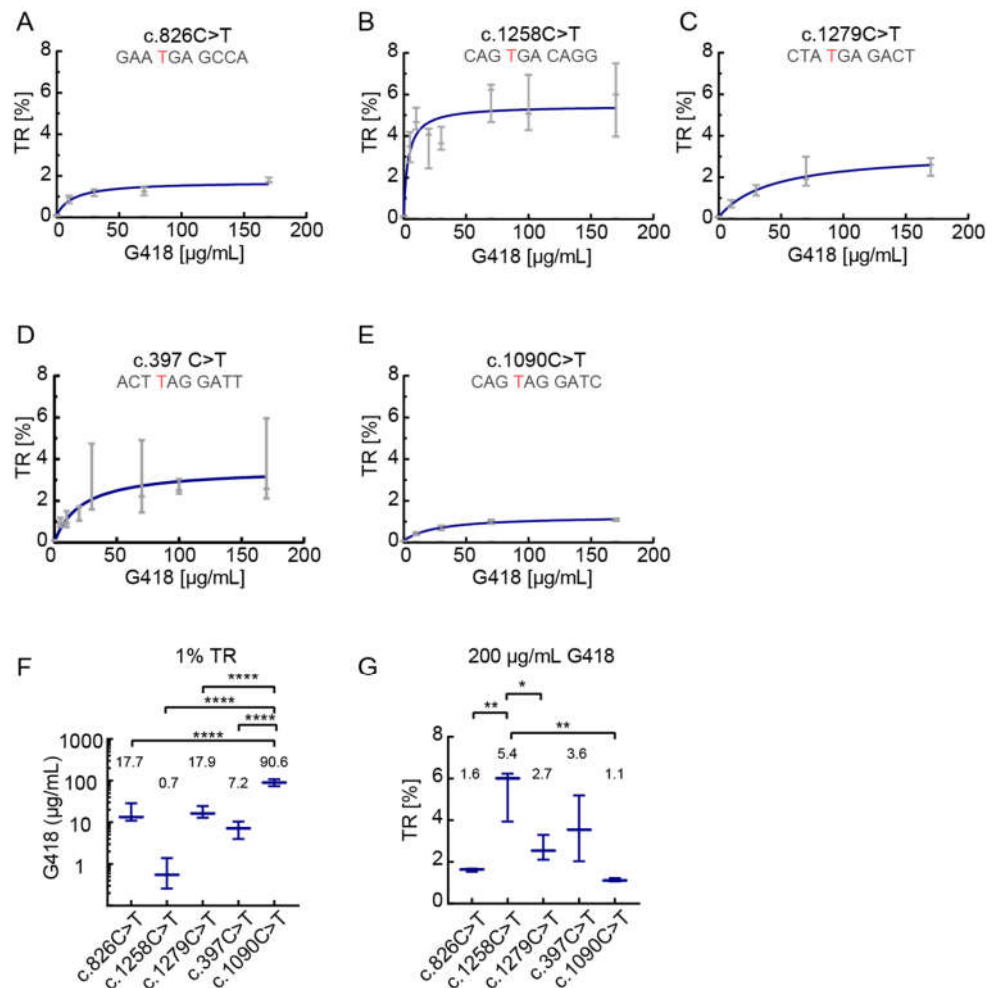 A
c.826C>T
GAA TGA GCCA
8
6
4
2
0
TR [%]
0 50 100 150 200
G418 [µg/mL]
B
c.1258C>T
CAG TGA CAGG
8
6
4
2
0
TR [%]
0 50 100 150 200
G418 [µg/mL]
C
c.1279C>T
CTA TGA GACT
8
6
4
2
0
TR [%]
0 50 100 150 200
G418 [µg/mL]
D
c.397 C>T
ACT TAG GATT
8
6
4
2
0
TR [%]
0 50 100 150 200
G418 [µg/mL]
E
c.1090C>T
CAG TAG GATC
8
6
4
2
0
TR [%]
0 50 100 150 200
G418 [µg/mL]
F
1% TR
****
****
****
****
1000
100
10
1
G418 (µg/mL)
17.7 0.7 17.9 7.2 90.6
c.826C>T
c.1258C>T
c.1279C>T
c.397C>T
c.1090C>T
G
200 µg/mL G418
*
**
**
8
6
4
2
0
TR [%]
1.6 5.4 2.7 3.6 1.1
c.826C>T
c.1258C>T
c.1279C>T
c.397C>T
c.1090C>T